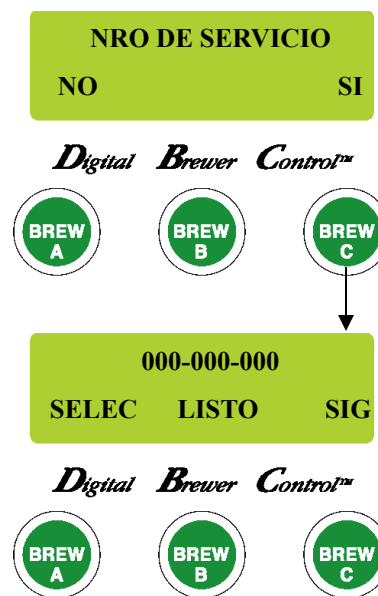 NRO DE SERVICIO
NO SI
Digital Brewer Control™
BREW A BREW B BREW C
000-000-000
SELEC LISTO SIG
Digital Brewer Control™
BREW A BREW B BREW C